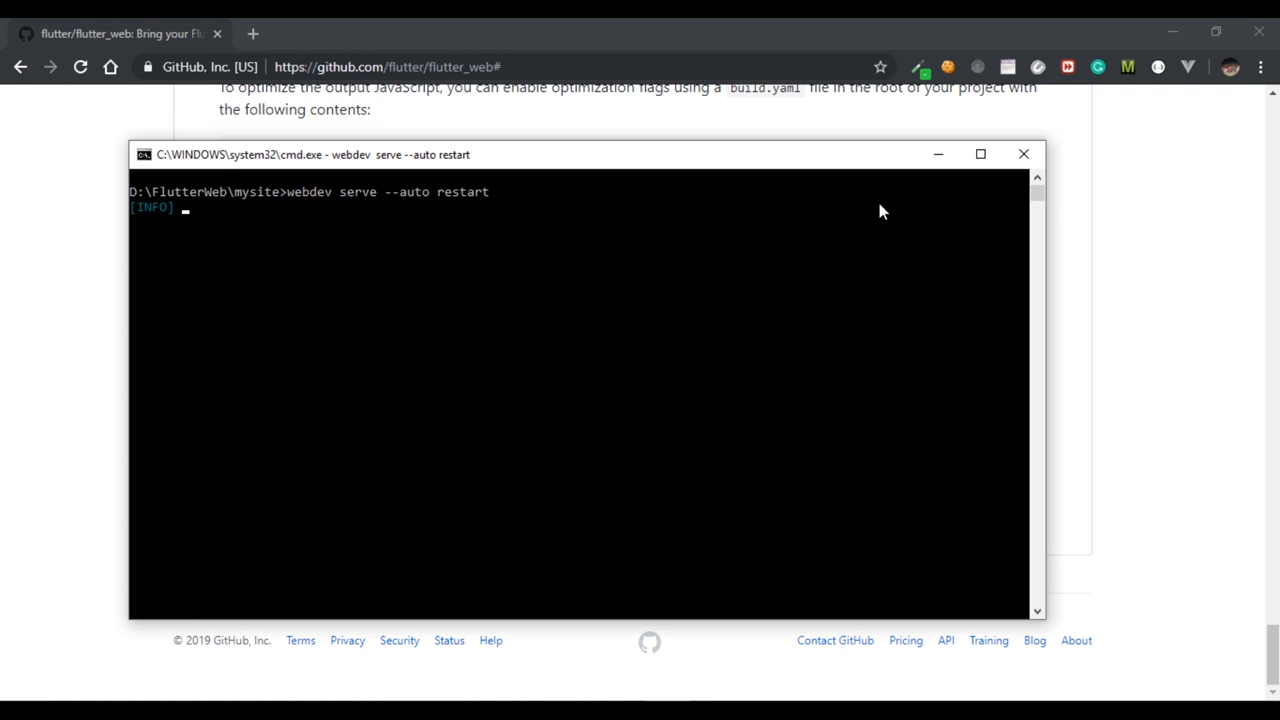 flutter/flutter_web: Bring your Flu
GitHub, Inc. [US]
https://github.com/flutter/flutter_web#
To optimize the output JavaScript, you can enable optimization flags using a build.yaml file in the root of your project with
the following contents:
C:\WINDOWS\system32\cmd.exe - webdev serve --auto restart
D:\FlutterWeb\mysite>webdev serve --auto restart
[INFO]
© 2019 GitHub, Inc. Terms Privacy Security Status Help Contact GitHub Pricing API Training Blog About